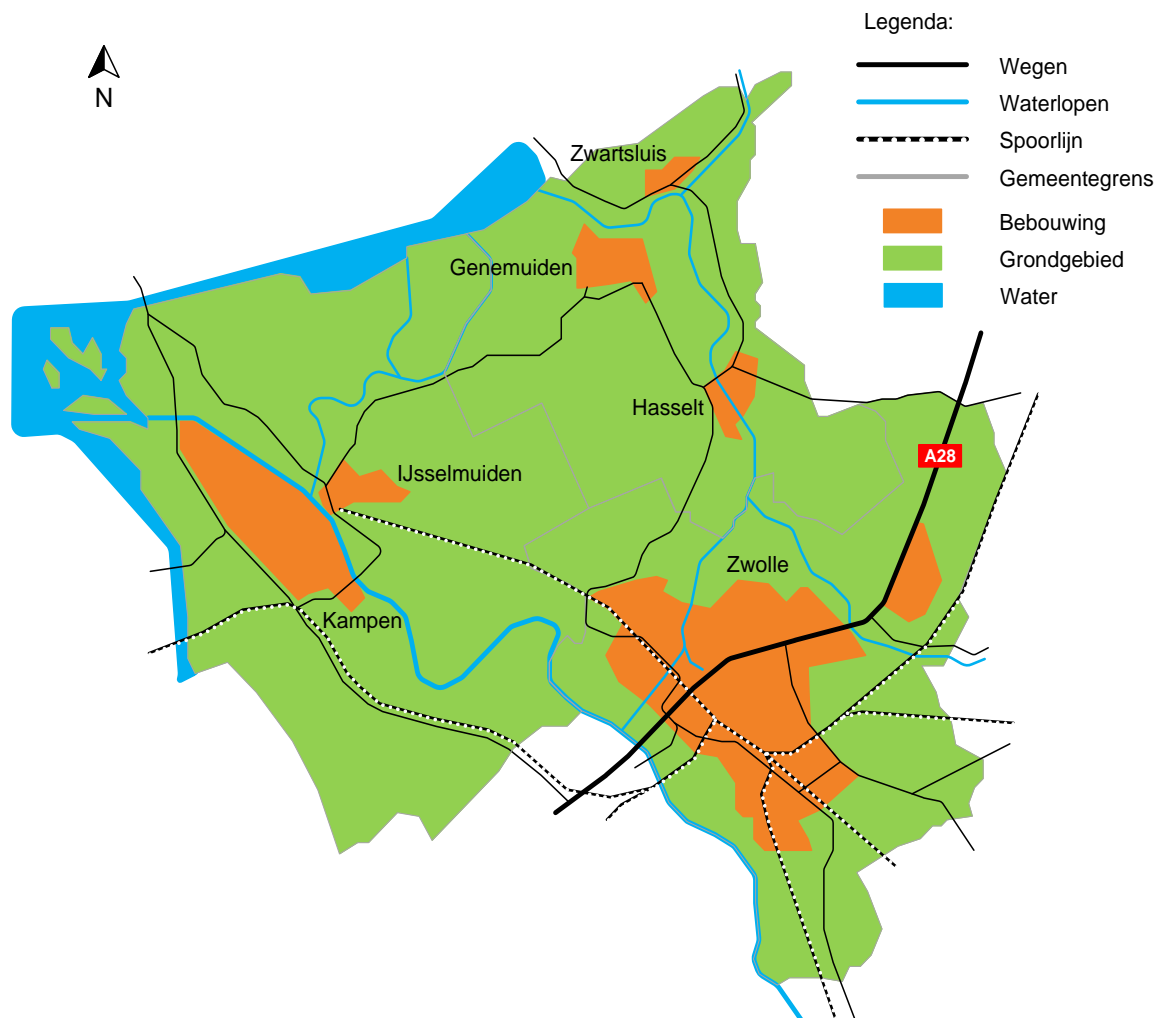 Legenda:
Wegen
Waterlopen
Spoorlijn
Gemeentegrens
Bebouwing
Grondgebied
Water
N
Zwartsluis
Genemuiden
Hasselt
A28
IJsselmuiden
Zwolle
Kampen